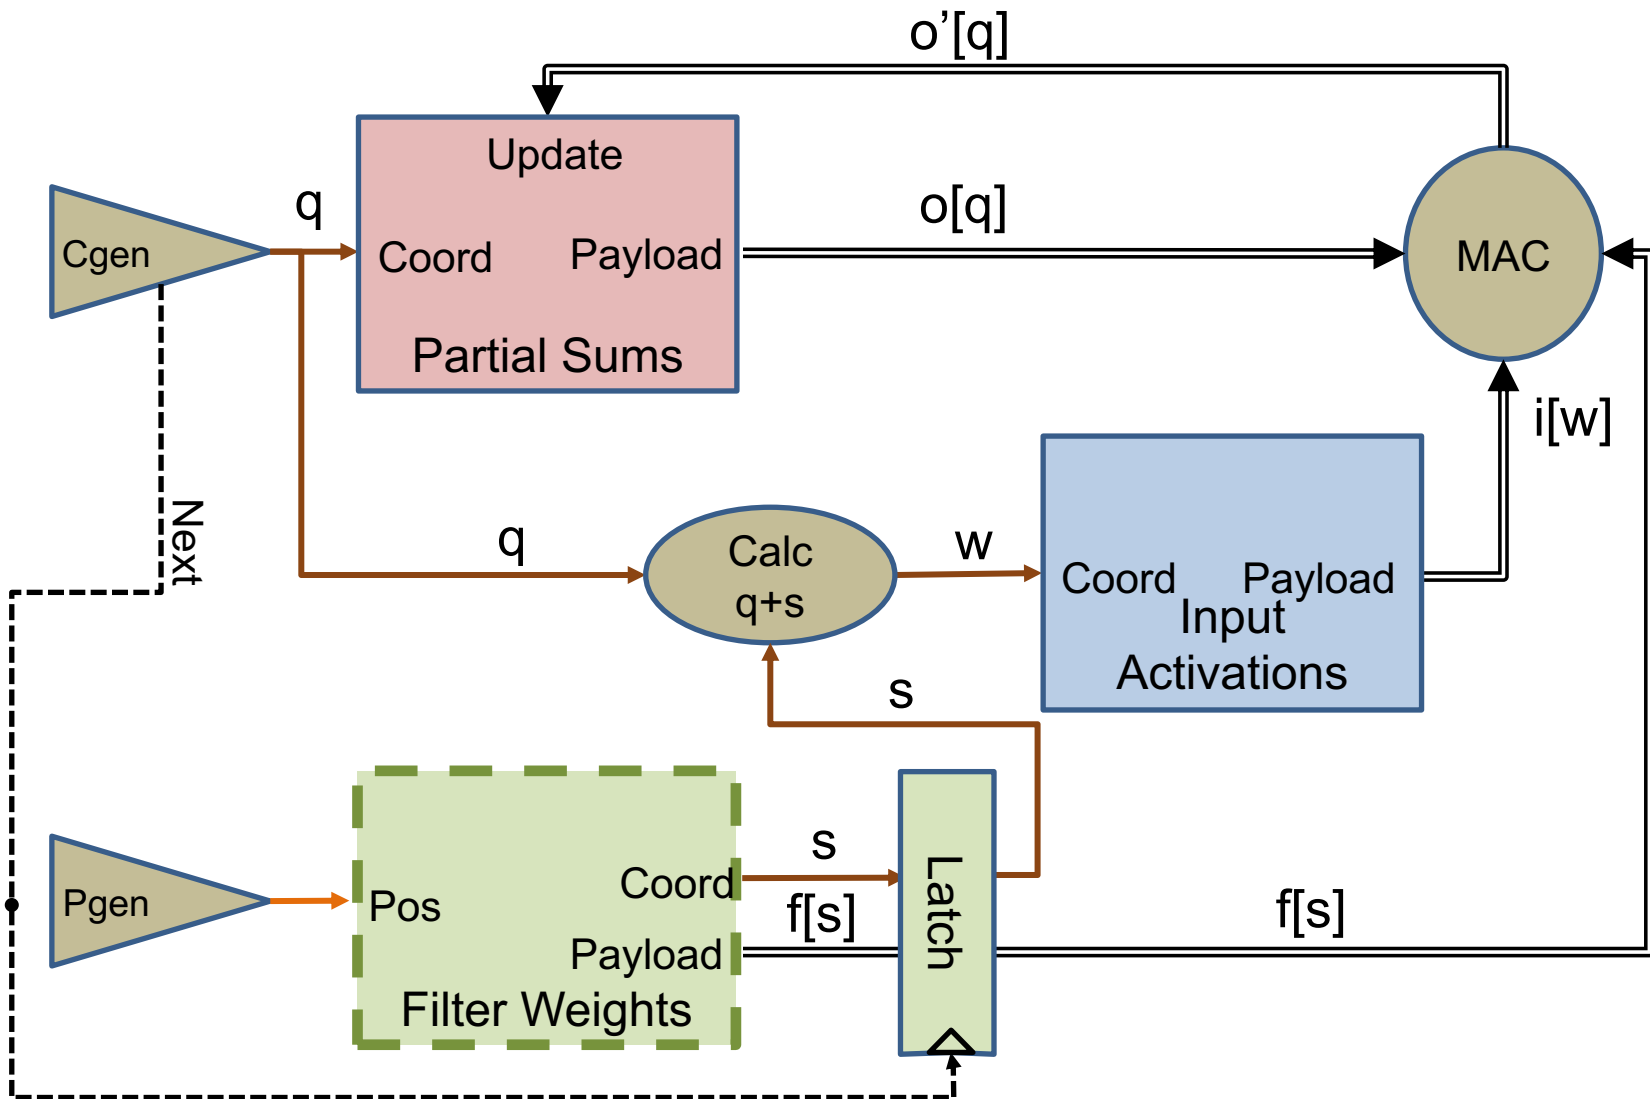 o’[q]
Update
q
o[q]
Cgen
Coord
Payload
MAC
Partial Sums
i[w]
Next
q
Calc
q+s
w
Coord
Payload
Input
Activations
s
s
Coord
Pgen
Pos
f[s]
Latch
f[s]
Payload
Filter Weights